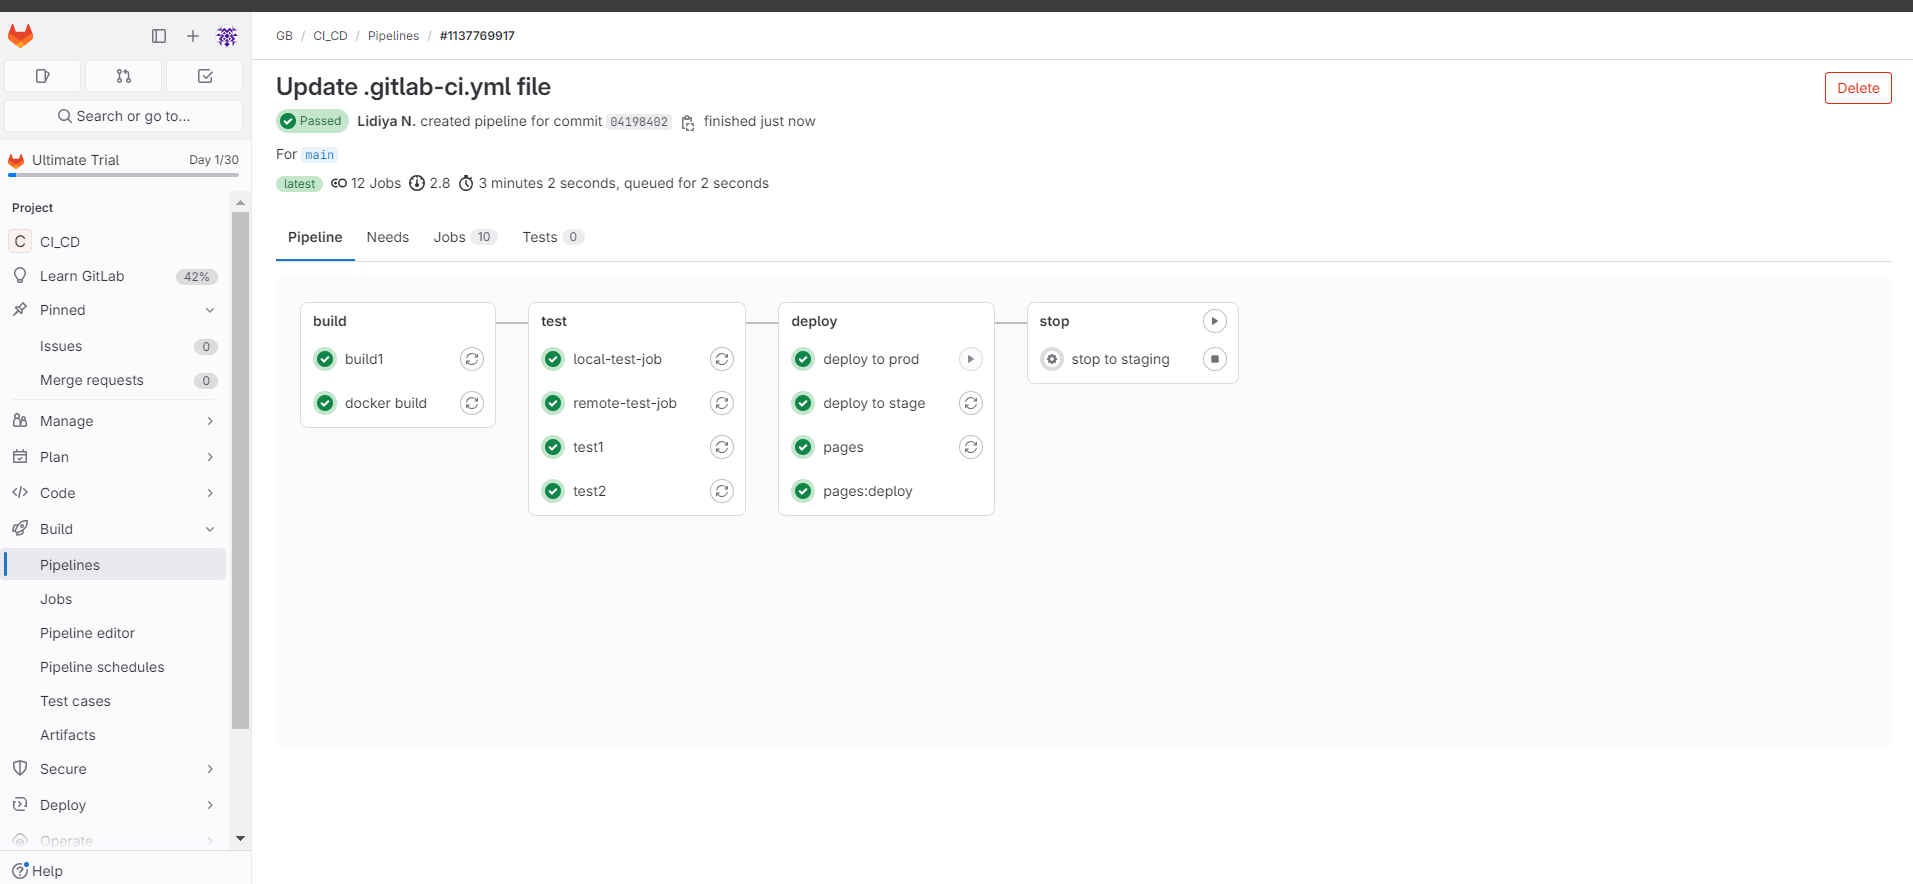 GB / CI_CD / Pipelines / #1137769917
Search or go to...
Ultimate Trial Day 1/30
Project
C CI_CD
Learn GitLab 42%
Pinned
Issues 0
Merge requests 0
Manage
Plan
Code
Build
Pipelines
Jobs
Pipeline editor
Pipeline schedules
Test cases
Artifacts
Secure
Deploy
Operate
Help
Update .gitlab-ci.yml file
Delete
Passed Lidiya N. created pipeline for commit 04198402 finished just now
For main
latest 12 Jobs 2.8 3 minutes 2 seconds, queued for 2 seconds
Pipeline Needs Jobs 10 Tests 0
build
build1
docker build
test
local-test-job
remote-test-job
test1
test2
deploy
deploy to prod
deploy to stage
pages
pages:deploy
stop
stop to staging